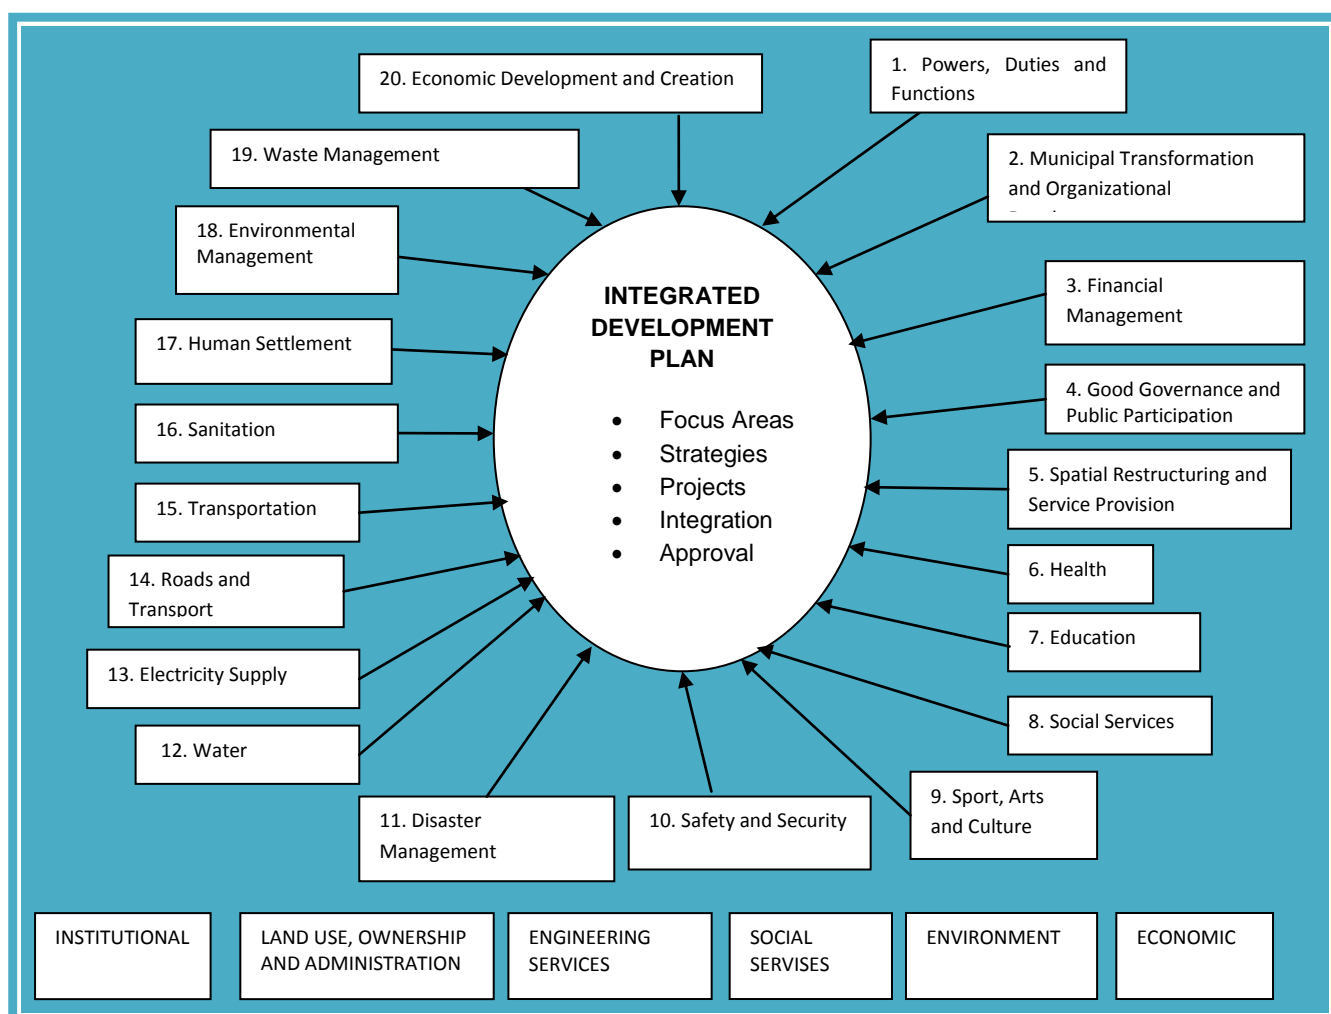 20. Economic Development and Creation
1. Powers, Duties and
Functions
19. Waste Management
2. Municipal Transformation
and Organizational
18. Environmental
Management
3. Financial
Management
17. Human Settlement
4. Good Governance and
Public Participation
16. Sanitation
5. Spatial Restructuring and
Service Provision
15. Transportation
6. Health
14. Roads and
Transport
7. Education
13. Electricity Supply
8. Social Services
12. Water
9. Sport, Arts
and Culture
11. Disaster
Management
10. Safety and Security
INTEGRATED
DEVELOPMENT
PLAN
• Focus Areas
• Strategies
• Projects
• Integration
• Approval
INSTITUTIONAL
LAND USE, OWNERSHIP
AND ADMINISTRATION
ENGINEERING
SERVICES
SOCIAL
SERVISES
ENVIRONMENT
ECONOMIC